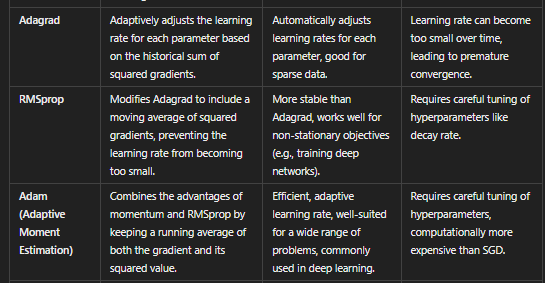 Adagrad
Adaptively adjusts the learning
rate for each parameter based
on the historical sum of
squared gradients.
Automatically adjusts
learning rates for each
parameter, good for
sparse data.
Learning rate can become
too small over time,
leading to premature
convergence.
RMSprop
Modifies Adagrad to include a
moving average of squared
gradients, preventing the
learning rate from becoming
too small.
More stable than
Adagrad, works well for
non-stationary objectives
(e.g., training deep
networks).
Requires careful tuning of
hyperparameters like
decay rate.
Adam
(Adaptive
Moment
Estimation)
Combines the advantages of
momentum and RMSprop by
keeping a running average of
both the gradient and its
squared value.
Efficient, adaptive
learning rate, well-suited
for a wide range of
problems, commonly
used in deep learning.
Requires careful tuning of
hyperparameters,
computationally more
expensive than SGD.